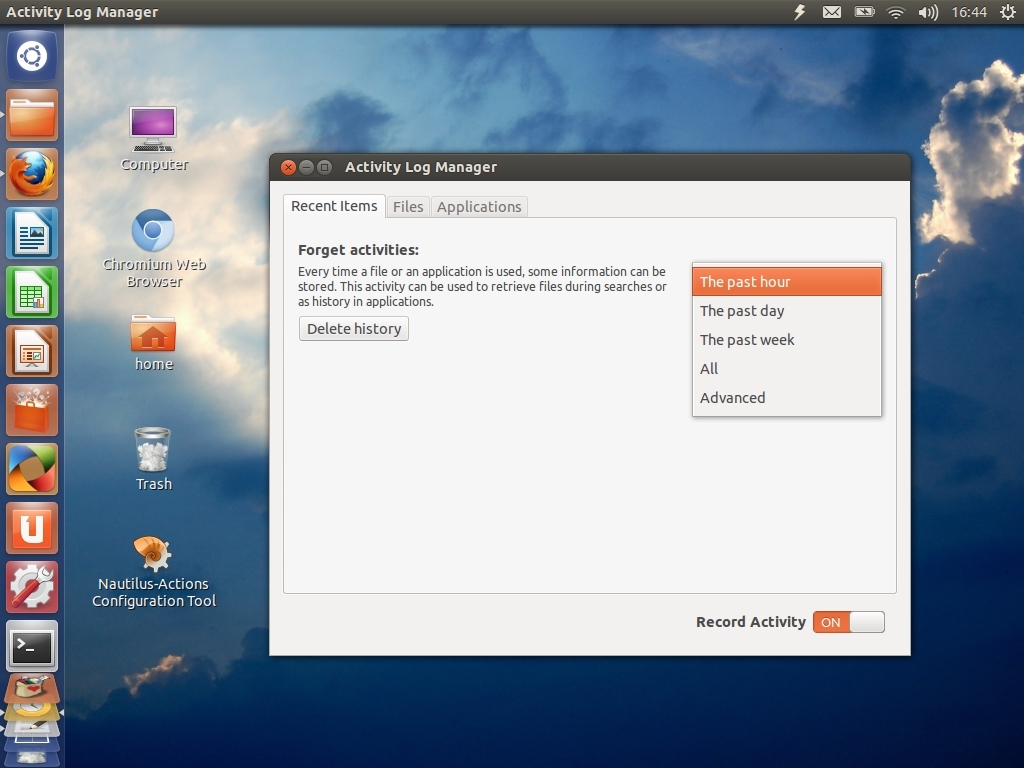 Activity Log Manager
16:44
Computer
Chromium Web
Browser
home
Trash
Nautilus-Actions
Configuration Tool
Activity Log Manager
Recent Items
Files
Applications
Forget activities:
Every time a file or an application is used, some information can be
stored. This activity can be used to retrieve files during searches or
as history in applications.
Delete history
The past hour
The past day
The past week
All
Advanced
Record Activity
ON